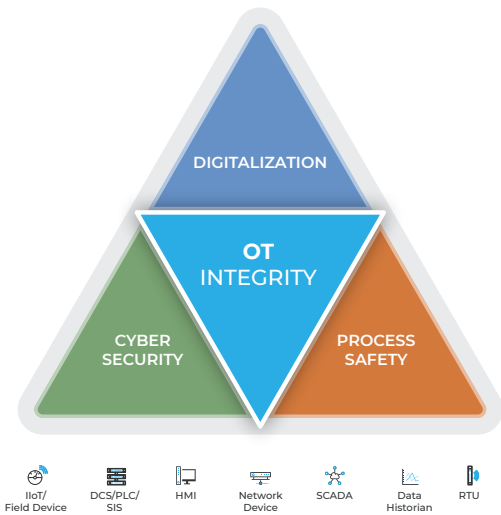 DIGITALIZATION
OT
INTEGRITY
CYBER
SECURITY
PROCESS
SAFETY
IIoT/
Field Device
DCS/PLC/
SIS
HMI
Network
Device
SCADA
Data
Historian
RTU